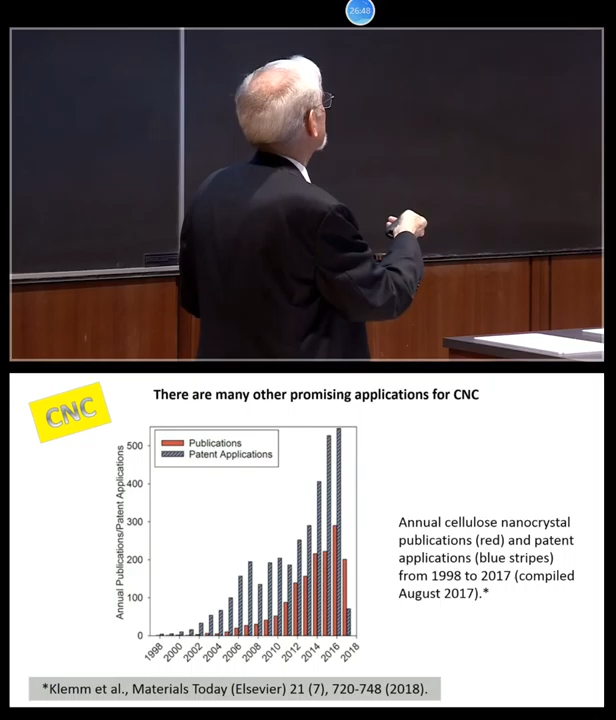 26:48
CNC
There are many other promising applications for CNC
Publications
Patent Applications
Annual Publications/Patent Applications
500
400
300
200
100
0
1998
2000
2002
2004
2006
2008
2010
2012
2014
2016
2018
Annual cellulose nanocrystal
publications (red) and patent
applications (blue stripes)
from 1998 to 2017 (compiled
August 2017).*
*Klemm et al., Materials Today (Elsevier) 21 (7), 720-748 (2018).